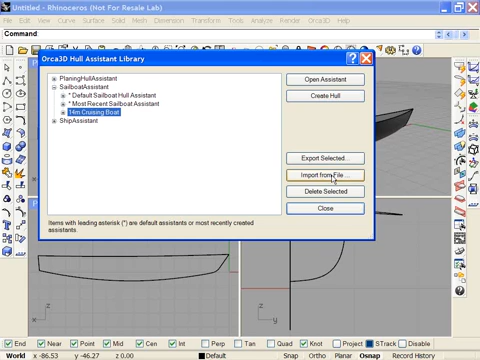 Untitled - Rhinoceros (Not For Resale Lab)
File Edit View Curve Surface Solid Mesh Dimension Transform Tools Analyze Render Orca3D Help
Command
Orca3D Hull Assistant Library
PlaningHullAssistant
SailboatAssistant
* Default Sailboat Hull Assistant
* Most Recent Sailboat Assistant
14m Cruising Boat
ShipAssistant
Open Assistant
Create Hull
Export Selected...
Import from File ...
Delete Selected
Close
Items with leading asterisk (*) are default assistants or most recently created
assistants.
z
x
z
y
End Near Point Mid Cen Int Perp Tan Quad Knot Project STrack Disable
World x -86.53 y -46.27 z 0.00 Default Snap Ortho Planar Osnap Record History